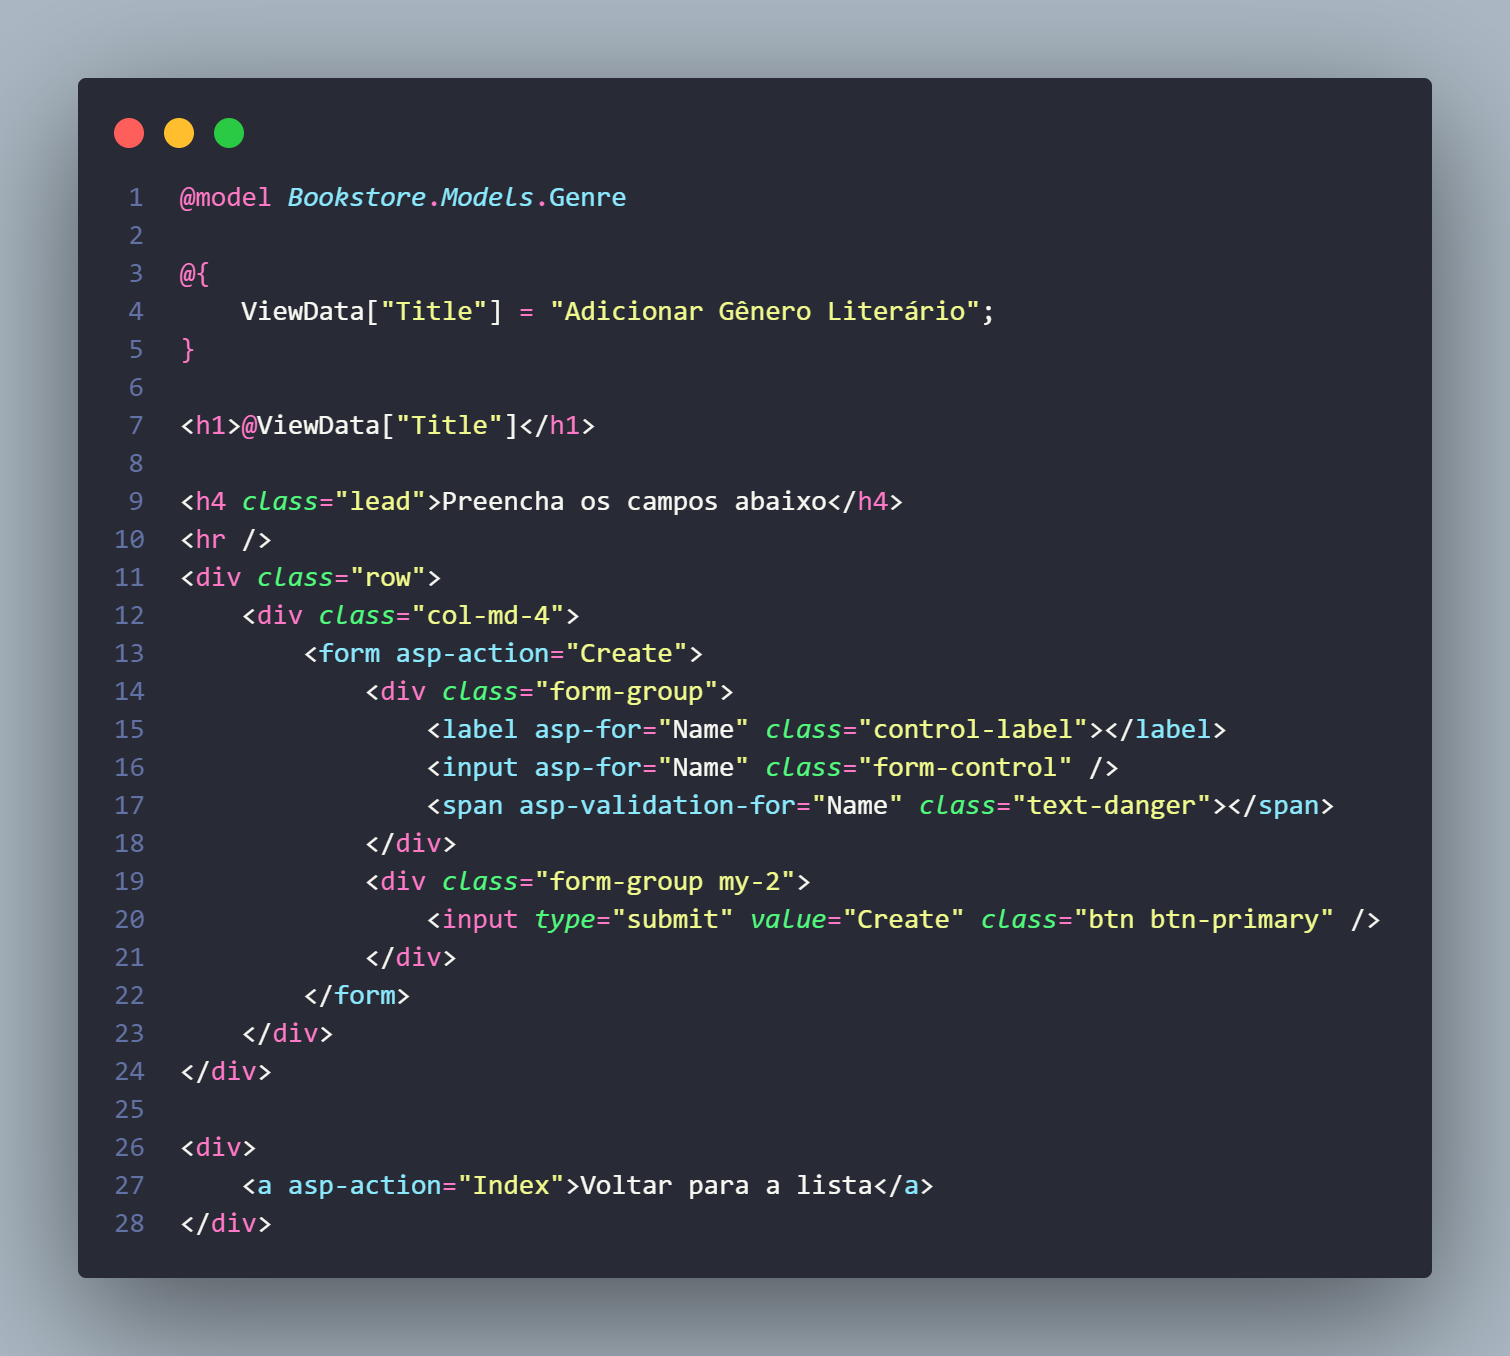 1 @model Bookstore.Models.Genre
2
3 @{
4     ViewData["Title"] = "Adicionar Gênero Literário";
5 }
6
7 <h1>@ViewData["Title"]</h1>
8
9 <h4 class="lead">Preencha os campos abaixo</h4>
10 <hr />
11 <div class="row">
12     <div class="col-md-4">
13         <form asp-action="Create">
14             <div class="form-group">
15                 <label asp-for="Name" class="control-label"></label>
16                 <input asp-for="Name" class="form-control" />
17                 <span asp-validation-for="Name" class="text-danger"></span>
18             </div>
19             <div class="form-group my-2">
20                 <input type="submit" value="Create" class="btn btn-primary" />
21             </div>
22         </form>
23     </div>
24 </div>
25
26 <div>
27     <a asp-action="Index">Voltar para a lista</a>
28 </div>